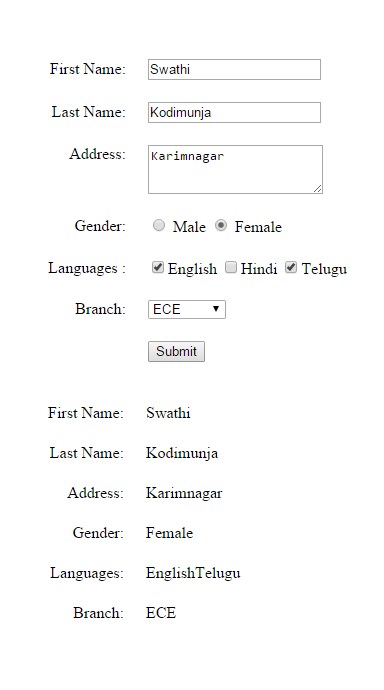 First Name: Swathi
Last Name: Kodimunja
Address: Karimnagar
Gender: Male Female
Languages : English Hindi Telugu
Branch: ECE
Submit
First Name: Swathi
Last Name: Kodimunja
Address: Karimnagar
Gender: Female
Languages: EnglishTelugu
Branch: ECE